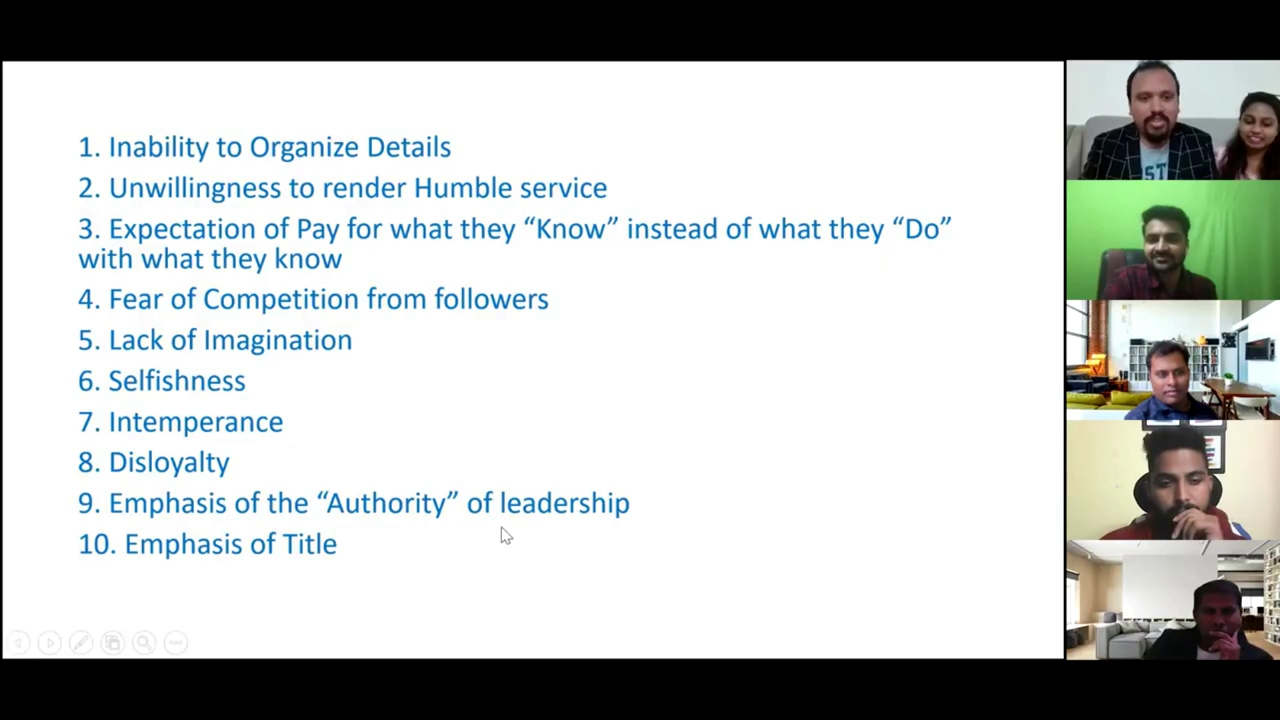 1. Inability to Organize Details
2. Unwillingness to render Humble service
3. Expectation of Pay for what they “Know” instead of what they “Do”
with what they know
4. Fear of Competition from followers
5. Lack of Imagination
6. Selfishness
7. Intemperance
8. Disloyalty
9. Emphasis of the “Authority” of leadership
10. Emphasis of Title